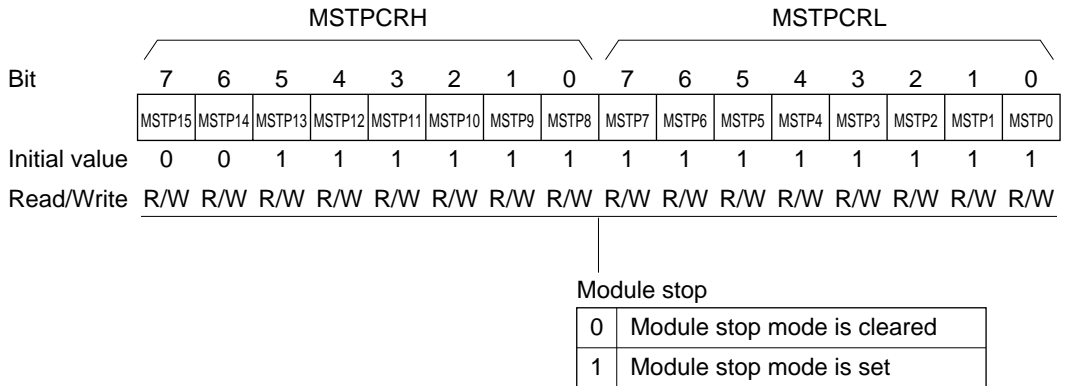 MSTPCRH MSTPCRL
Bit 7 6 5 4 3 2 1 0 7 6 5 4 3 2 1 0
MSTP15 MSTP14 MSTP13 MSTP12 MSTP11 MSTP10 MSTP9 MSTP8 MSTP7 MSTP6 MSTP5 MSTP4 MSTP3 MSTP2 MSTP1 MSTP0
Initial value 0 0 1 1 1 1 1 1 1 1 1 1 1 1 1 1
Read/Write R/W R/W R/W R/W R/W R/W R/W R/W R/W R/W R/W R/W R/W R/W R/W R/W
Module stop
0 Module stop mode is cleared
1 Module stop mode is set